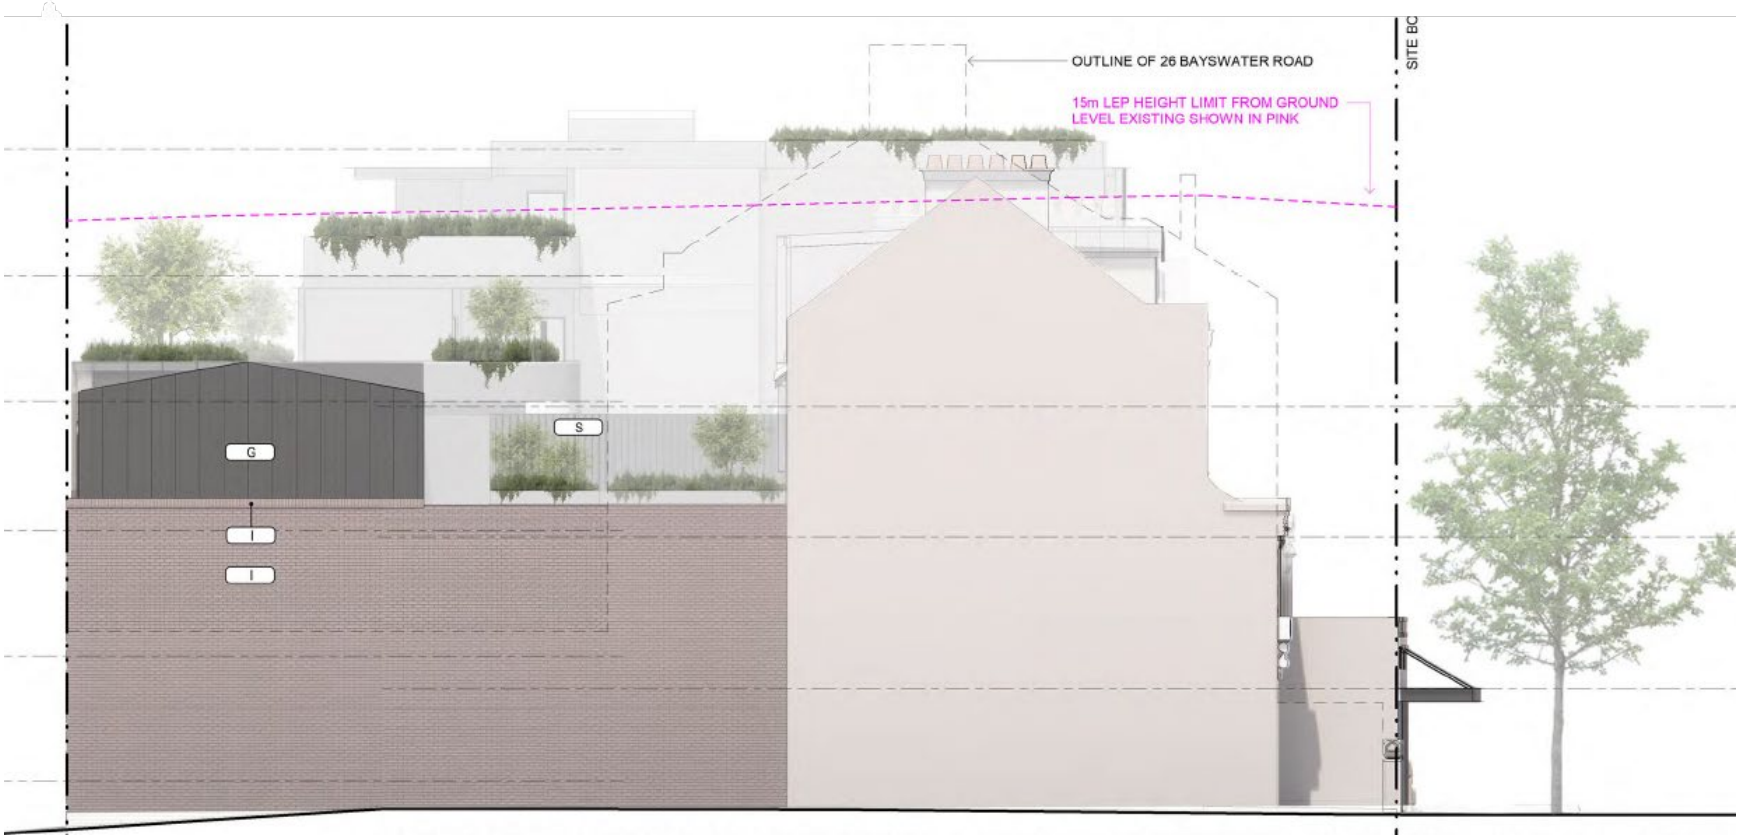 OUTLINE OF 26 BAYSWATER ROAD
SITE BO
15m LEP HEIGHT LIMIT FROM GROUND
LEVEL EXISTING SHOWN IN PINK
S
G
I
I